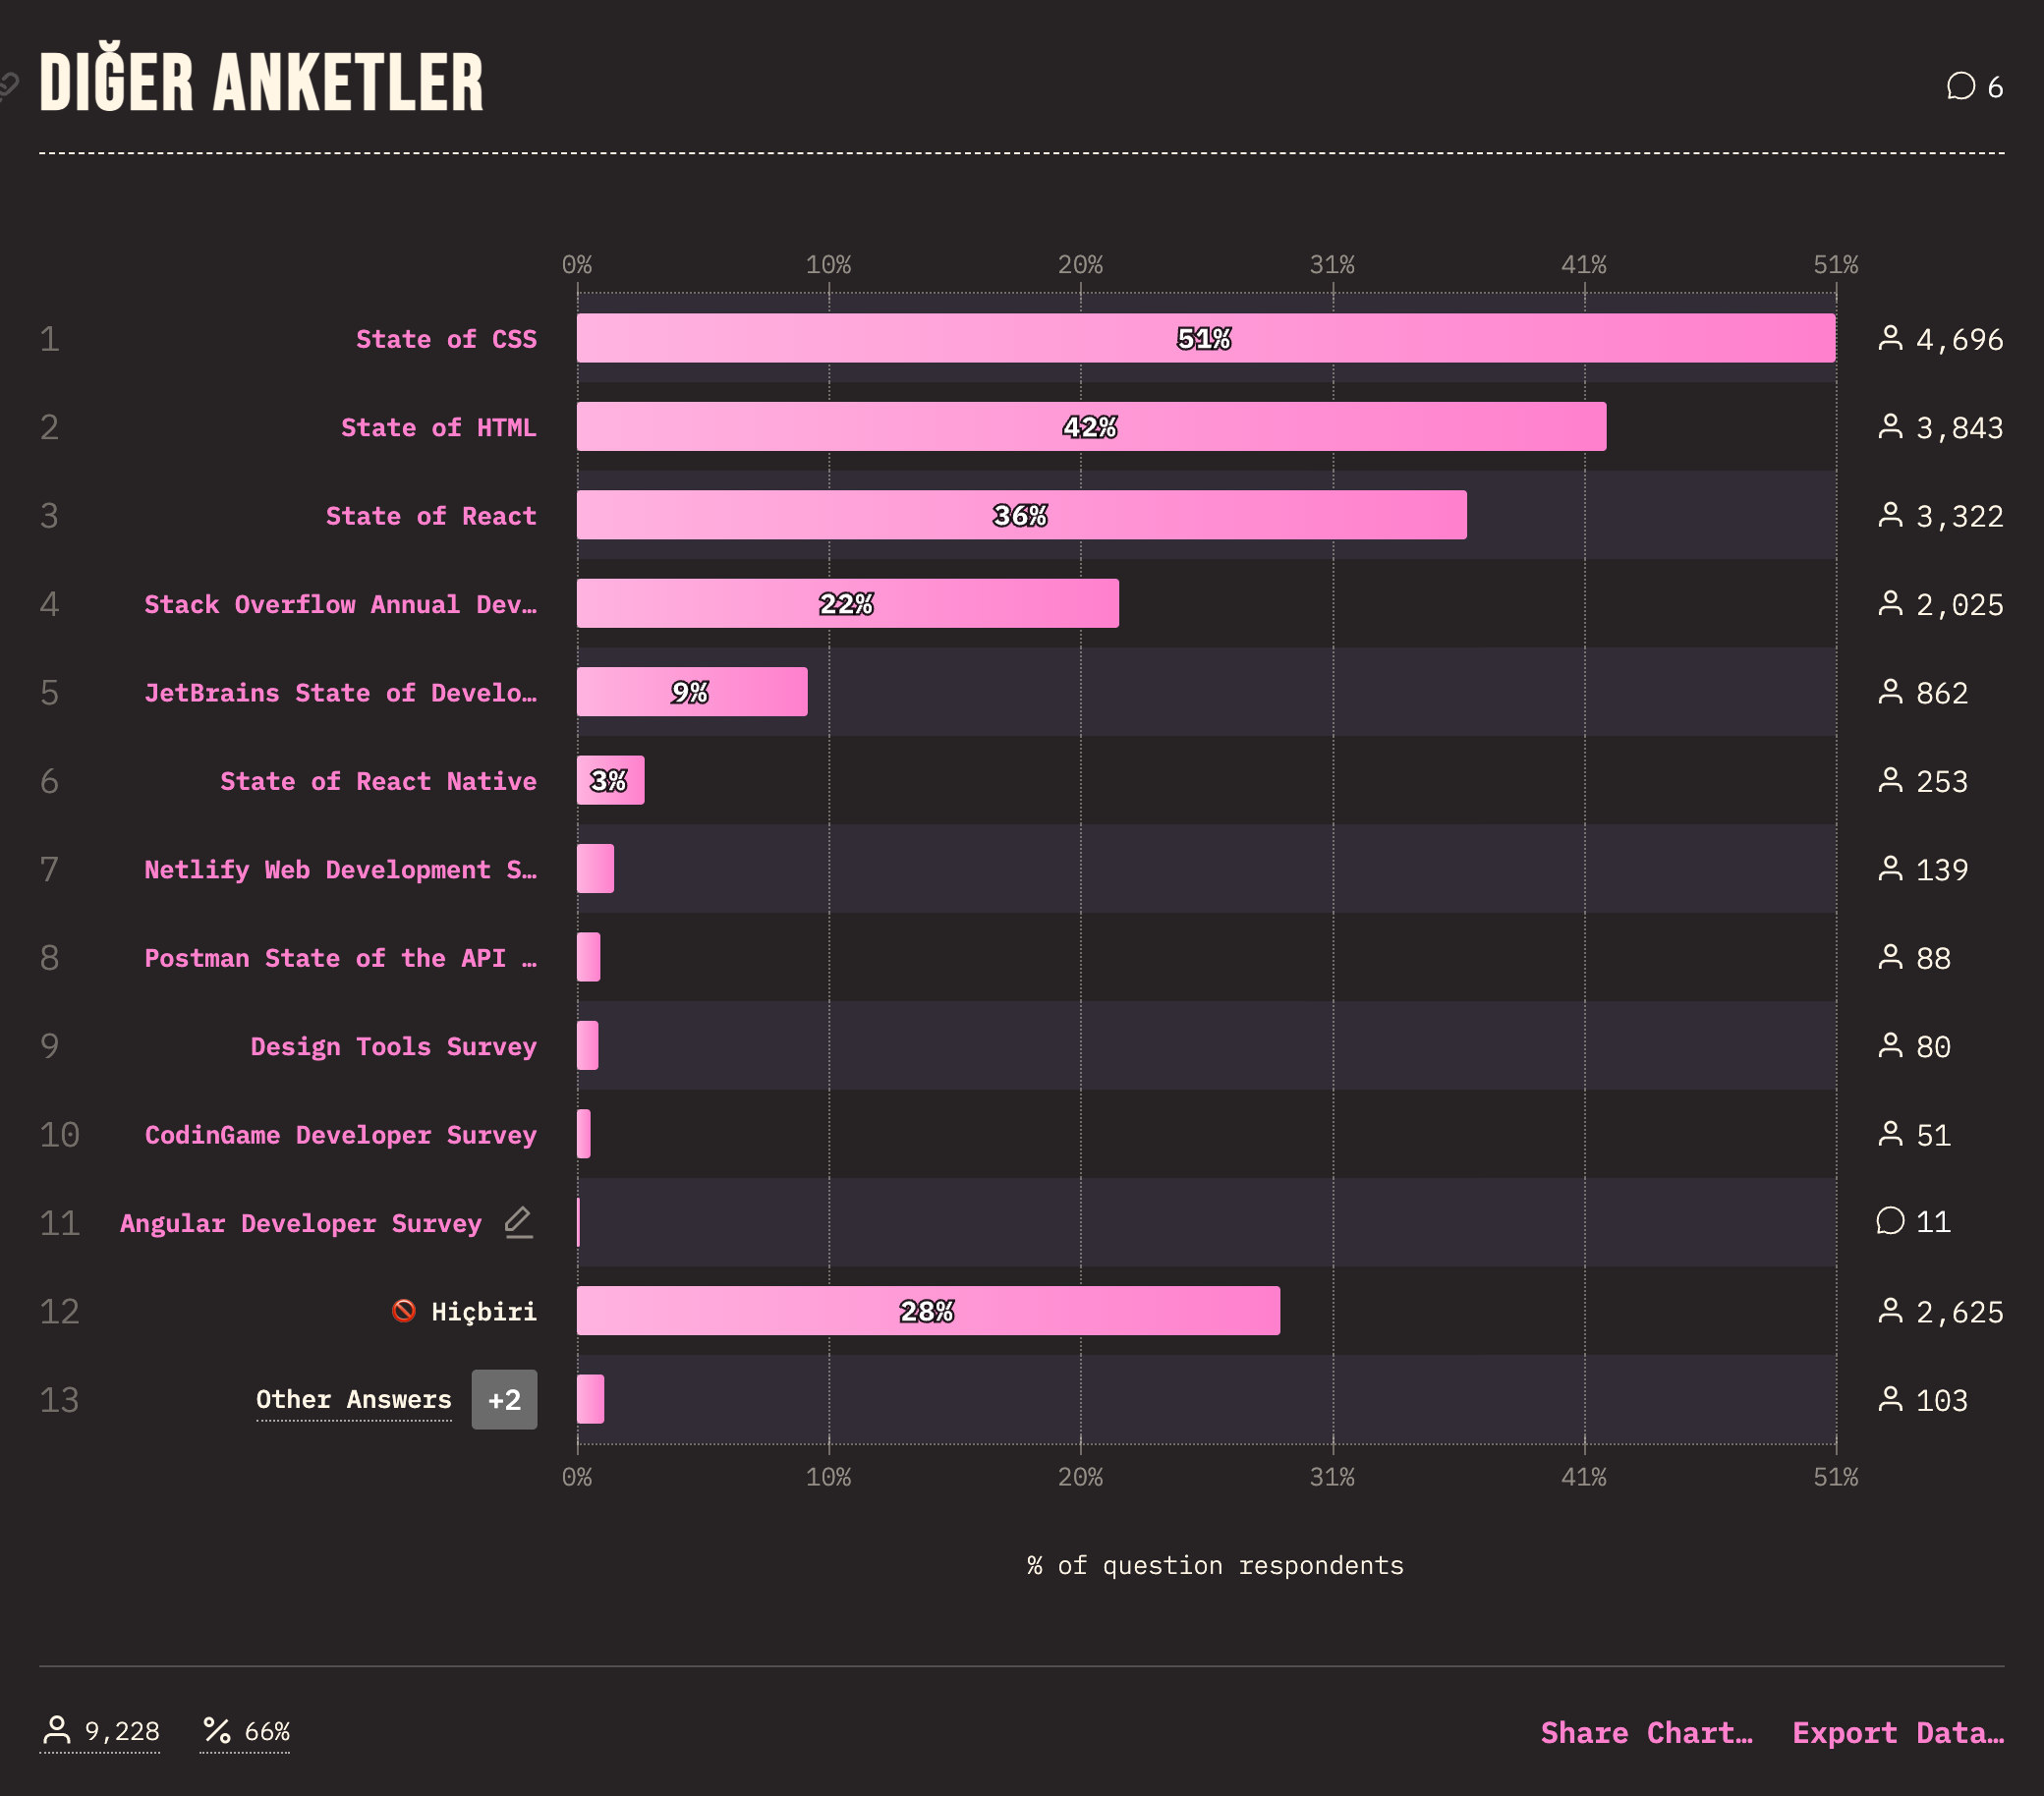 DIĞER ANKETLER
6
0% 10% 20% 31% 41% 51%
1 State of CSS 51% 4,696
2 State of HTML 42% 3,843
3 State of React 36% 3,322
4 Stack Overflow Annual Dev… 22% 2,025
5 JetBrains State of Develo… 9% 862
6 State of React Native 3% 253
7 Netlify Web Development S… 139
8 Postman State of the API … 88
9 Design Tools Survey 80
10 CodinGame Developer Survey 51
11 Angular Developer Survey 11
12 🚫 Hiçbiri 28% 2,625
13 Other Answers +2 103
0% 10% 20% 31% 41% 51%
% of question respondents
9,228 % 66% Share Chart… Export Data…